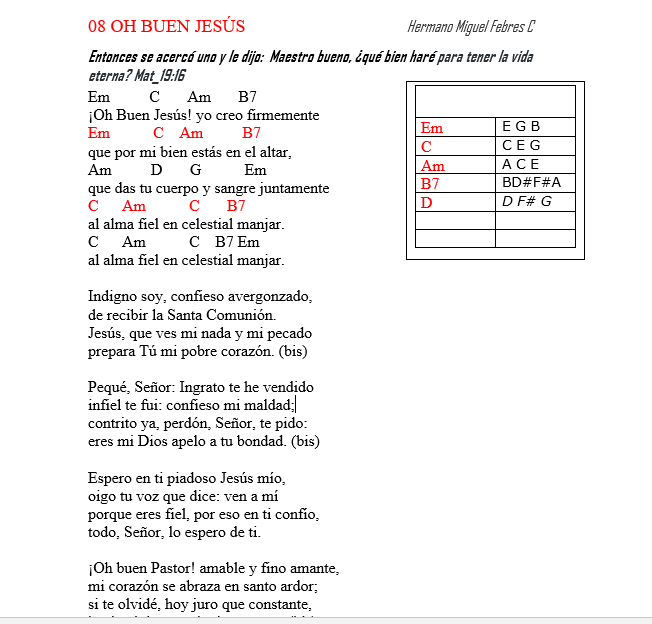 08 OH BUEN JESÚS
Hermano Miguel Febres C
Entonces se acercó uno y le dijo: Maestro bueno, ¿qué bien haré para tener la vida
eterna? Mat_19:16
Em C Am B7
¡Oh Buen Jesús! yo creo firmemente
Em C Am B7
que por mi bien estás en el altar,
Am D G Em
que das tu cuerpo y sangre juntamente
C Am C B7
al alma fiel en celestial manjar.
C Am C B7 Em
al alma fiel en celestial manjar.
Em E G B
C C E G
Am A C E
B7 BD#F#A
D D F# G
Indigno soy, confieso avergonzado,
de recibir la Santa Comunión.
Jesús, que ves mi nada y mi pecado
prepara Tú mi pobre corazón. (bis)
Pequé, Señor: Ingrato te he vendido
infiel te fui: confieso mi maldad;
contrito ya, perdón, Señor, te pido:
eres mi Dios apelo a tu bondad. (bis)
Espero en ti piadoso Jesús mío,
oigo tu voz que dice: ven a mí
porque eres fiel, por eso en ti confío,
todo, Señor, lo espero de ti.
¡Oh buen Pastor! amable y fino amante,
mi corazón se abraza en santo ardor;
si te olvidé, hoy juro que constante,